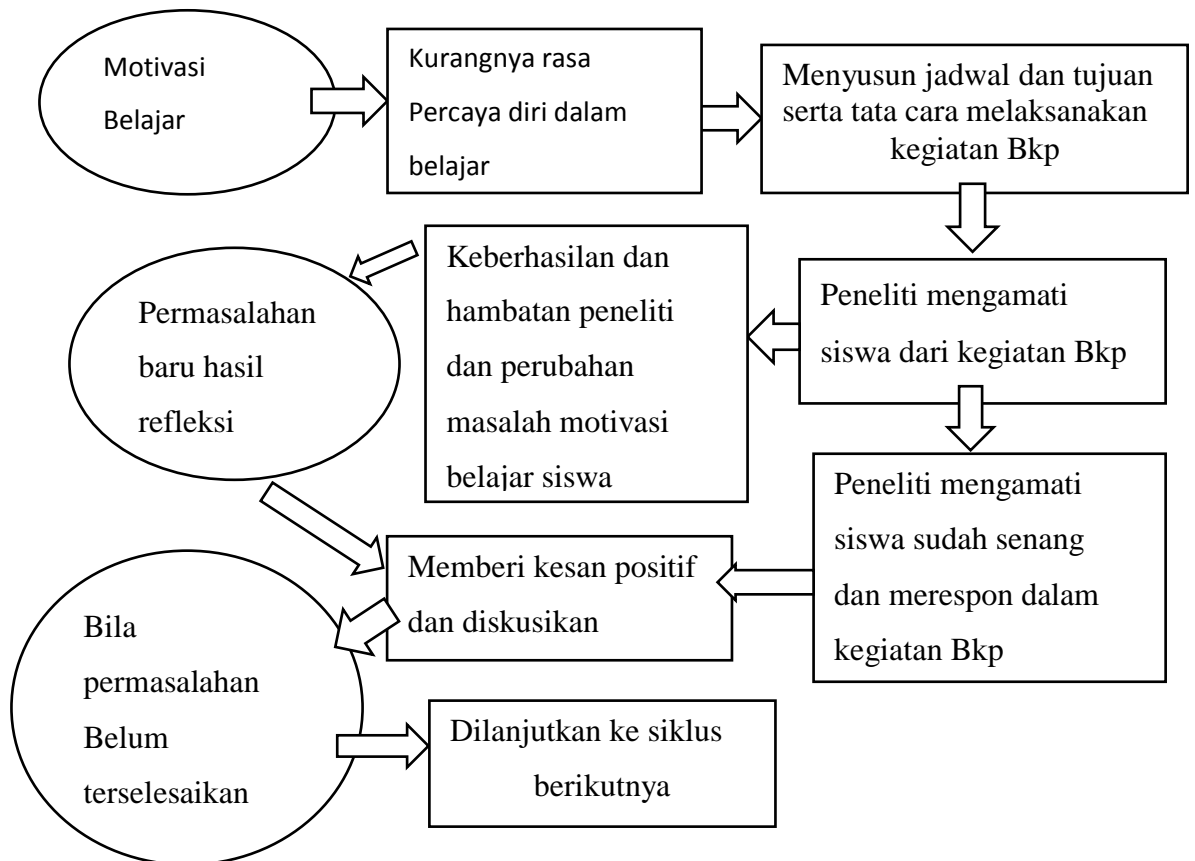 Motivasi
Belajar
Kurangnya rasa
Percaya diri dalam
belajar
Menyusun jadwal dan tujuan
serta tata cara melaksanakan
kegiatan Bkp
Peneliti mengamati
siswa dari kegiatan Bkp
Keberhasilan dan
hambatan peneliti
dan perubahan
masalah motivasi
belajar siswa
Permasalahan
baru hasil
refleksi
Peneliti mengamati
siswa sudah senang
dan merespon dalam
kegiatan Bkp
Memberi kesan positif
dan diskusikan
Bila
permasalahan
Belum
terselesaikan
Dilanjutkan ke siklus
berikutnya